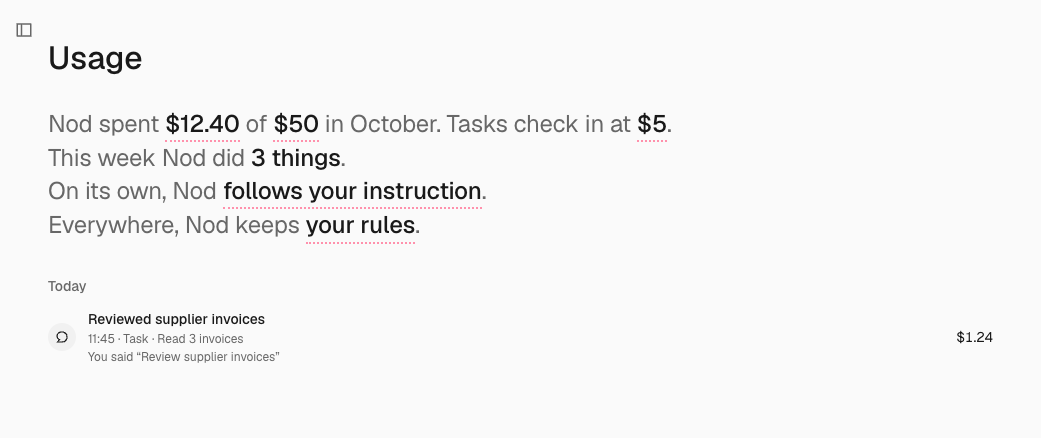 Usage
Nod spent $12.40 of $50 in October. Tasks check in at $5.
This week Nod did 3 things.
On its own, Nod follows your instruction.
Everywhere, Nod keeps your rules.
Today
Reviewed supplier invoices
11:45 · Task · Read 3 invoices
$1.24
You said “Review supplier invoices”